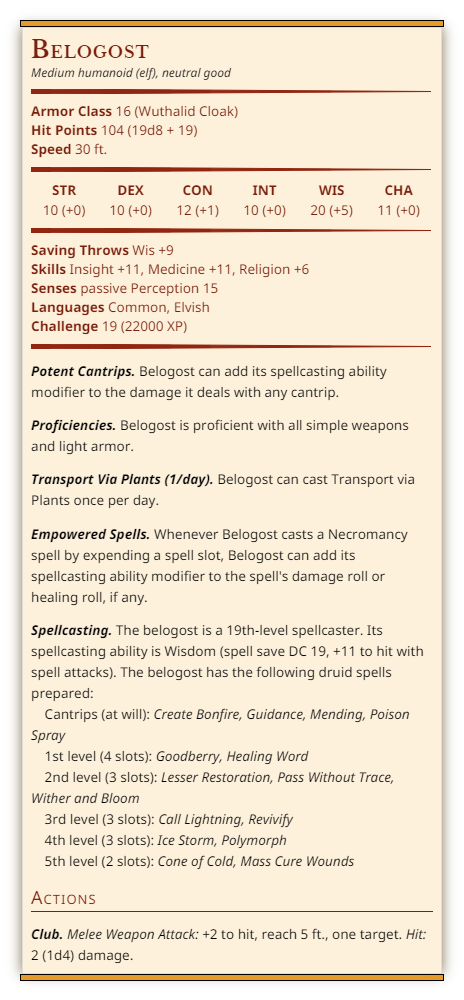 Belogost
Medium humanoid (elf), neutral good
Armor Class 16 (Wuthalid Cloak)
Hit Points 104 (19d8 + 19)
Speed 30 ft.
STR DEX CON INT WIS CHA
10 (+0) 10 (+0) 12 (+1) 10 (+0) 20 (+5) 11 (+0)
Saving Throws Wis +9
Skills Insight +11, Medicine +11, Religion +6
Senses passive Perception 15
Languages Common, Elvish
Challenge 19 (22000 XP)
Potent Cantrips. Belogost can add its spellcasting ability
modifier to the damage it deals with any cantrip.
Proficiencies. Belogost is proficient with all simple weapons
and light armor.
Transport Via Plants (1/day). Belogost can cast Transport via
Plants once per day.
Empowered Spells. Whenever Belogost casts a Necromancy
spell by expending a spell slot, Belogost can add its
spellcasting ability modifier to the spell's damage roll or
healing roll, if any.
Spellcasting. The belogost is a 19th-level spellcaster. Its
spellcasting ability is Wisdom (spell save DC 19, +11 to hit with
spell attacks). The belogost has the following druid spells
prepared:
Cantrips (at will): Create Bonfire, Guidance, Mending, Poison
Spray
1st level (4 slots): Goodberry, Healing Word
2nd level (3 slots): Lesser Restoration, Pass Without Trace,
Wither and Bloom
3rd level (3 slots): Call Lightning, Revivify
4th level (3 slots): Ice Storm, Polymorph
5th level (2 slots): Cone of Cold, Mass Cure Wounds
Actions
Club. Melee Weapon Attack: +2 to hit, reach 5 ft., one target. Hit:
2 (1d4) damage.